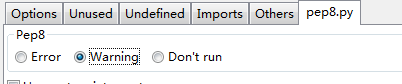 Options Unused Undefined Imports Others pep8.py
Pep8
Error Warning Don't run